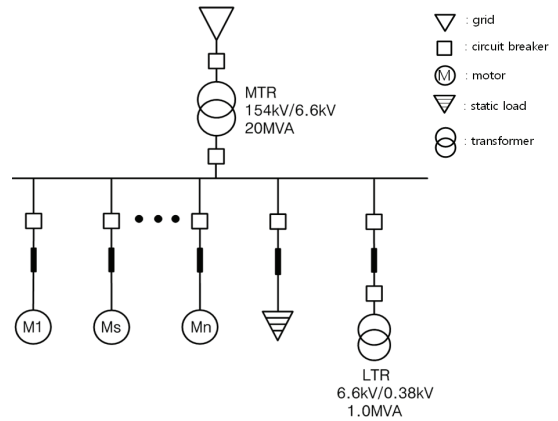 MTR
154kV/6.6kV
20MVA
: grid
: circuit breaker
M : motor
: static load
: transformer
M1
Ms
Mn
LTR
6.6kV/0.38kV
1.0MVA